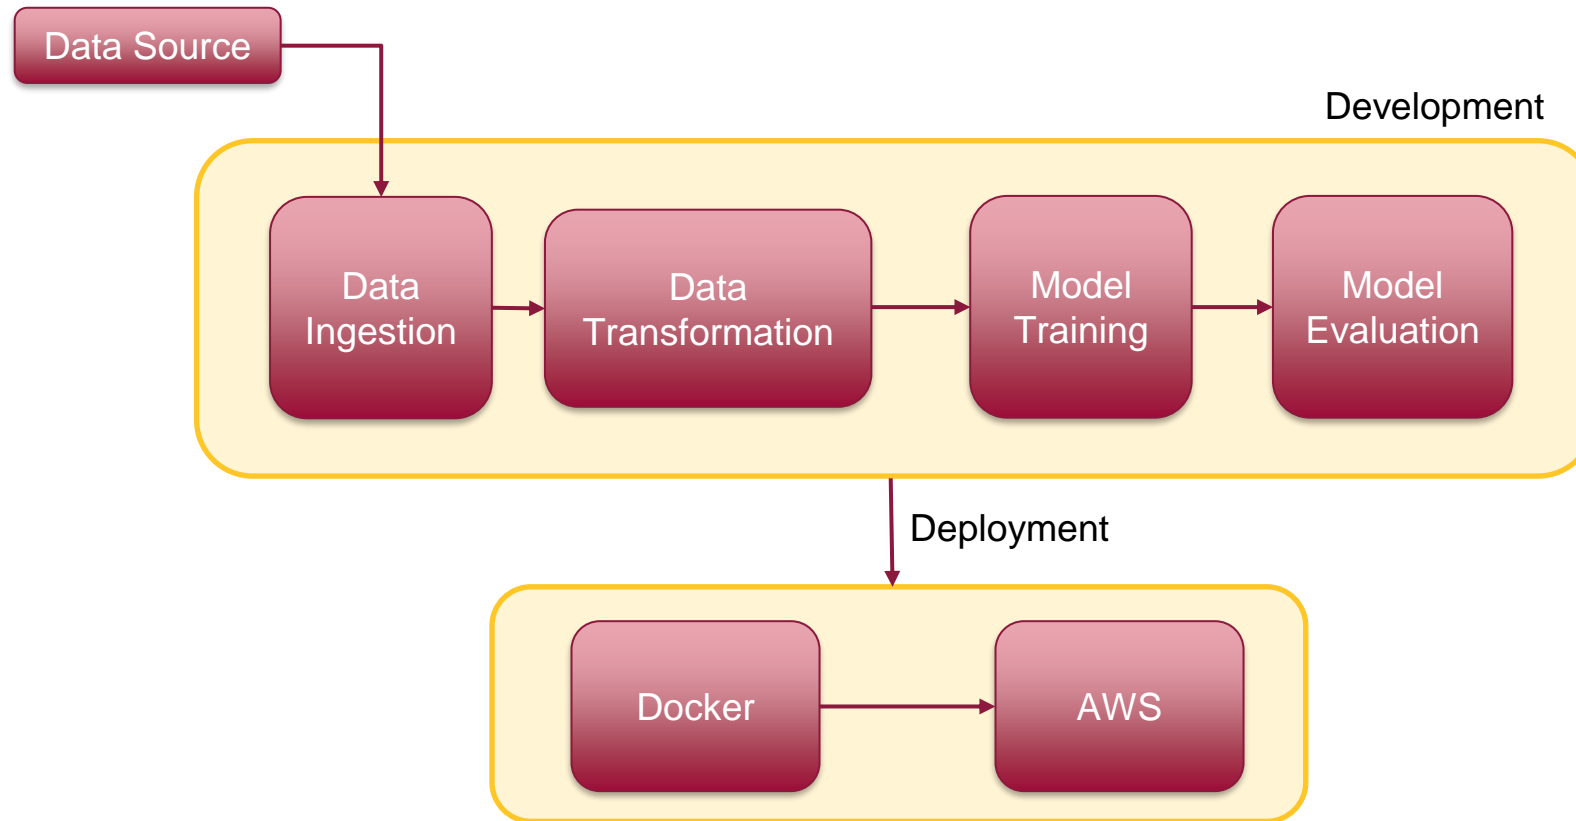 Data Source
Development
Data
Ingestion
Data
Transformation
Model
Training
Model
Evaluation
Deployment
Docker
AWS